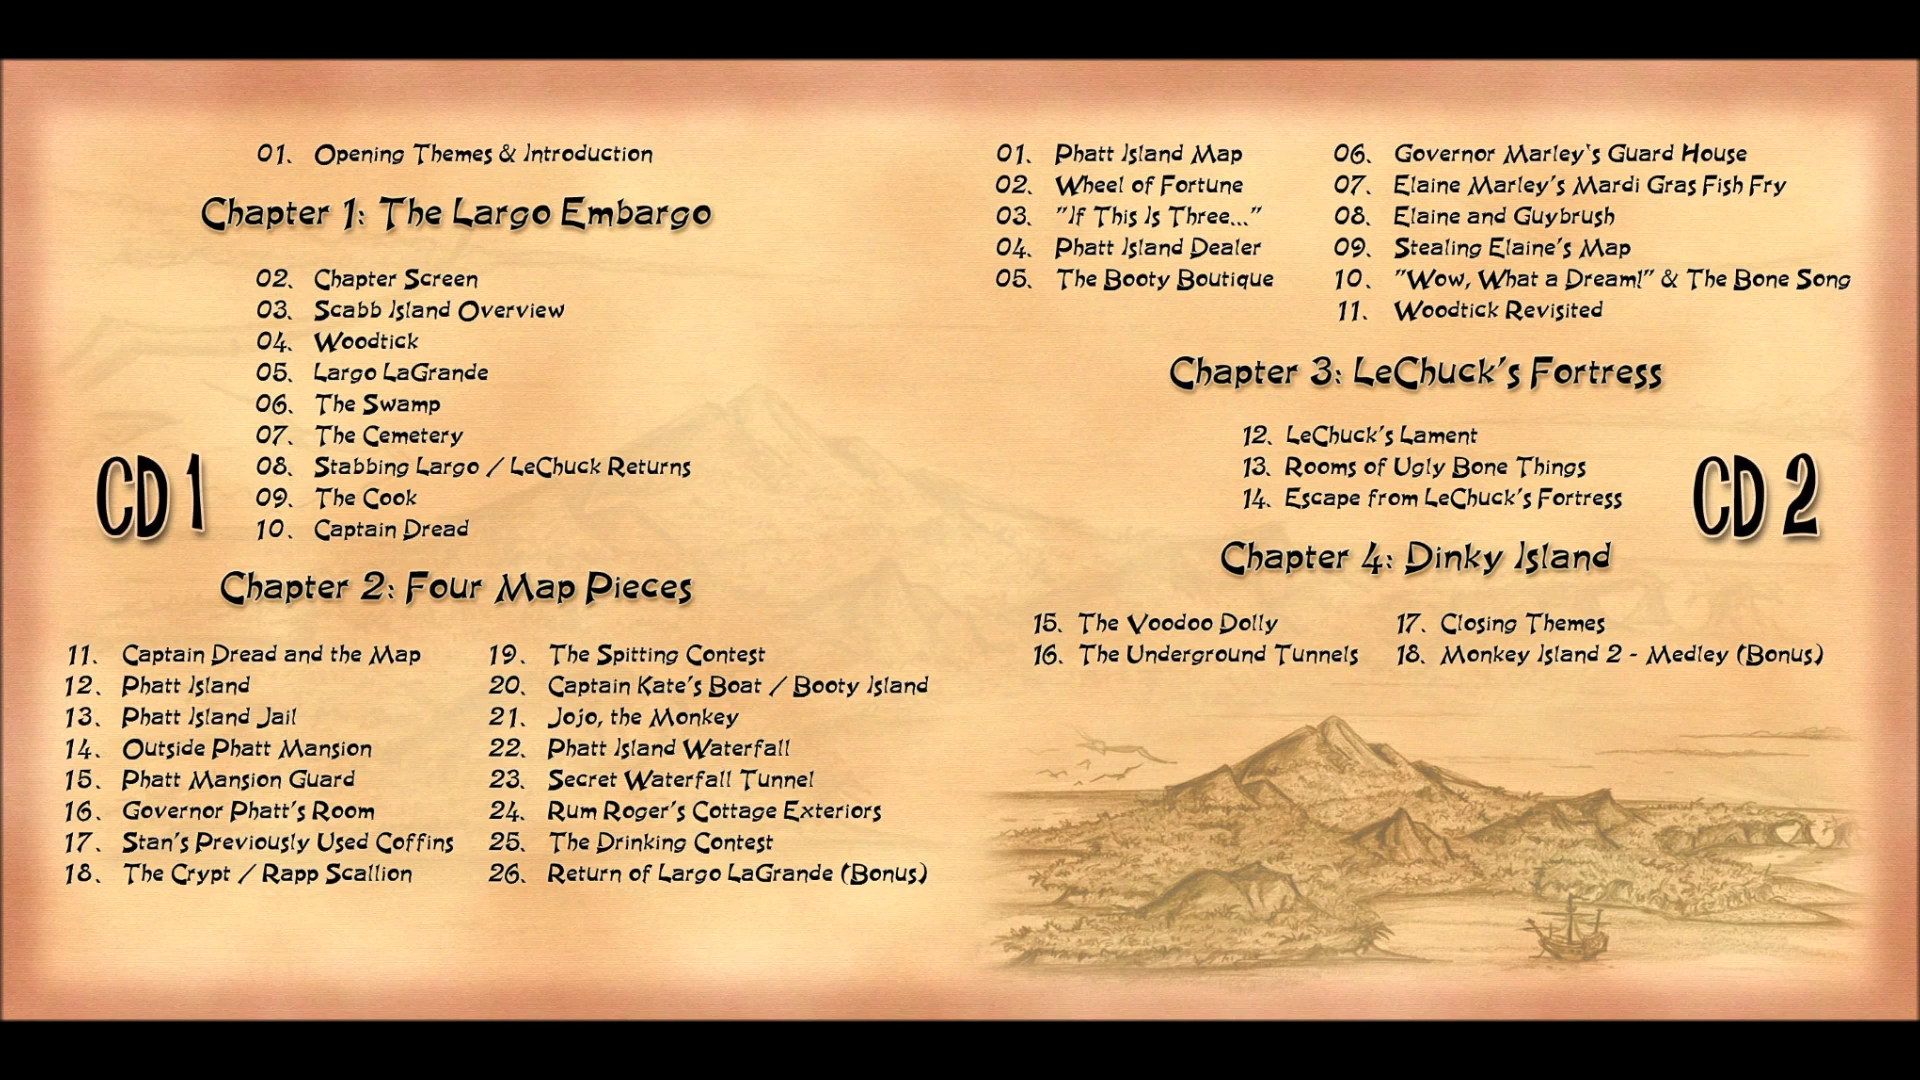 01. Opening Themes & Introduction
Chapter 1: The Largo Embargo
02. Chapter Screen
03. Scabb Island Overview
04. Woodtick
05. Largo LaGrande
06. The Swamp
07. The Cemetery
08. Stabbing Largo / LeChuck Returns
09. The Cook
10. Captain Dread
CD 1
Chapter 2: Four Map Pieces
11. Captain Dread and the Map
12. Phatt Island
13. Phatt Island Jail
14. Outside Phatt Mansion
15. Phatt Mansion Guard
16. Governor Phatt's Room
17. Stan's Previously Used Coffins
18. The Crypt / Rapp Scallion
19. The Spitting Contest
20. Captain Kate's Boat / Booty Island
21. Jojo, the Monkey
22. Phatt Island Waterfall
23. Secret Waterfall Tunnel
24. Rum Roger's Cottage Exteriors
25. The Drinking Contest
26. Return of Largo LaGrande (Bonus)
01. Phatt Island Map
02. Wheel of Fortune
03. "If This Is Three..."
04. Phatt Island Dealer
05. The Booty Boutique
06. Governor Marley`s Guard House
07. Elaine Marley's Mardi Gras Fish Fry
08. Elaine and Guybrush
09. Stealing Elaine's Map
10. "Wow, What a Dream!" & The Bone Song
11. Woodtick Revisited
Chapter 3: LeChuck's Fortress
12. LeChuck's Lament
13. Rooms of Ugly Bone Things
14. Escape from LeChuck's Fortress
CD 2
Chapter 4: Dinky Island
15. The Voodoo Dolly
16. The Underground Tunnels
17. Closing Themes
18. Monkey Island 2 - Medley (Bonus)